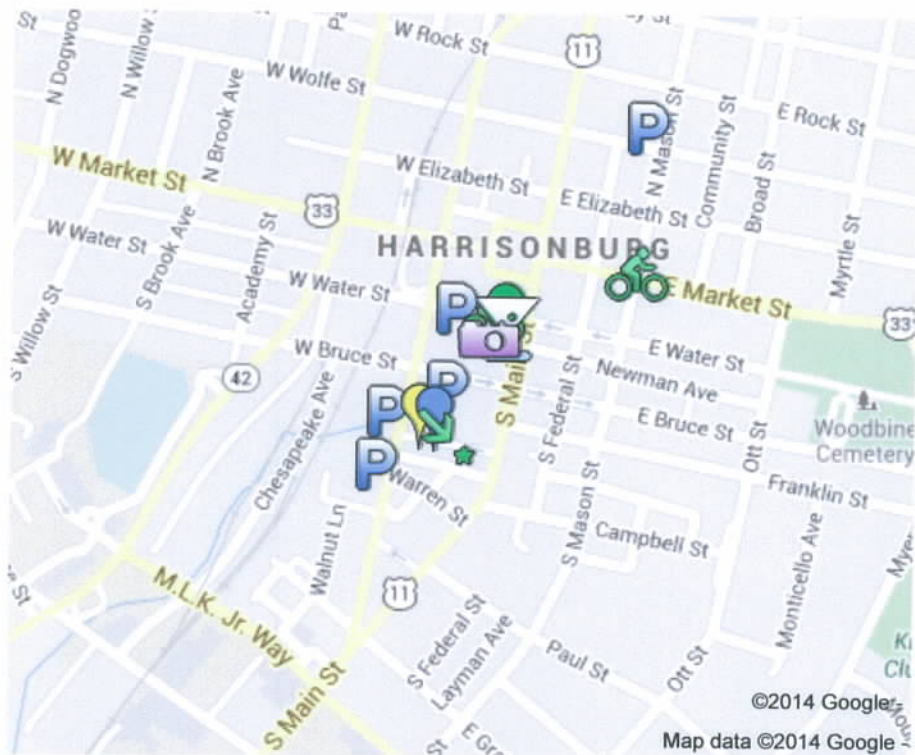 W Rock St
11
N Dogwoo
N Willow
W Wolfe St
N Brook Ave
P
N Mason St
Community St
E Rock St
Broad St
W Market St
33
W Elizabeth St
E Elizabeth St
HARRISONBURG
W Water St
S Brook Ave
Academy St
W Water St
P
E Market St
Myrtle St
33
S Willow St
W Bruce St
42
S Main St
E Water St
Newman Ave
P
P
S Federal St
E Bruce St
Woodbine
Cemetery
Chesapeake Ave
P
Warren St
Ott St
Franklin St
S Mason St
Campbell St
Walnut Ln
11
Monticello Ave
M.L.K. Jr. Way
S Federal St
Layman Ave
Paul St
Ott St
S Main St
©2014 Google
Map data ©2014 Google